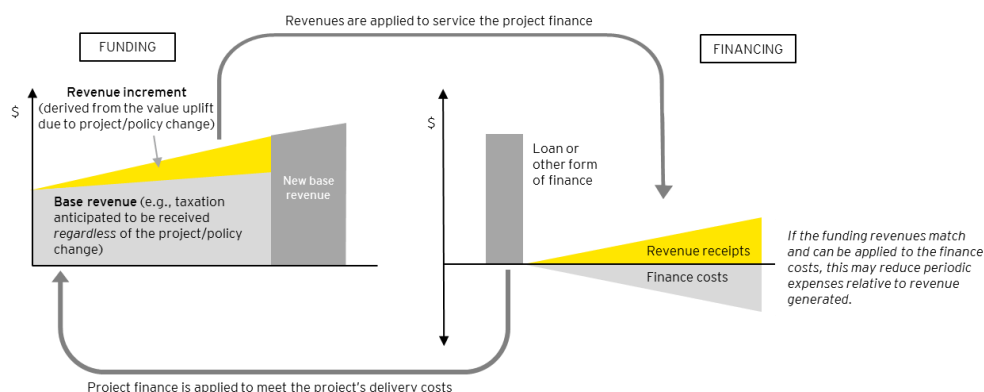 Revenues are applied to service the project finance
FUNDING
FINANCING
$
Revenue increment
(derived from the value uplift
due to project/policy change)
New base
revenue
Base revenue (e.g., taxation
anticipated to be received
regardless of the project/policy
change)
$
Loan or
other form
of finance
Revenue receipts
Finance costs
If the funding revenues match
and can be applied to the finance
costs, this may reduce periodic
expenses relative to revenue
generated.
Project finance is applied to meet the project's delivery costs